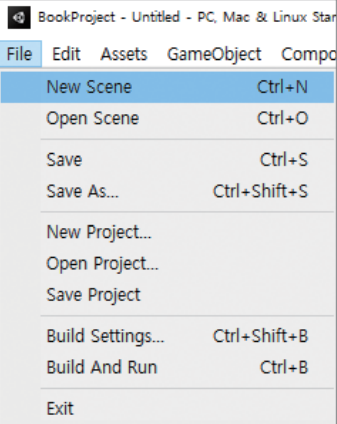 BookProject - Untitled - PC, Mac & Linux Star
File Edit Assets GameObject Compo
New Scene Ctrl+N
Open Scene Ctrl+O
Save Ctrl+S
Save As... Ctrl+Shift+S
New Project...
Open Project...
Save Project
Build Settings... Ctrl+Shift+B
Build And Run Ctrl+B
Exit